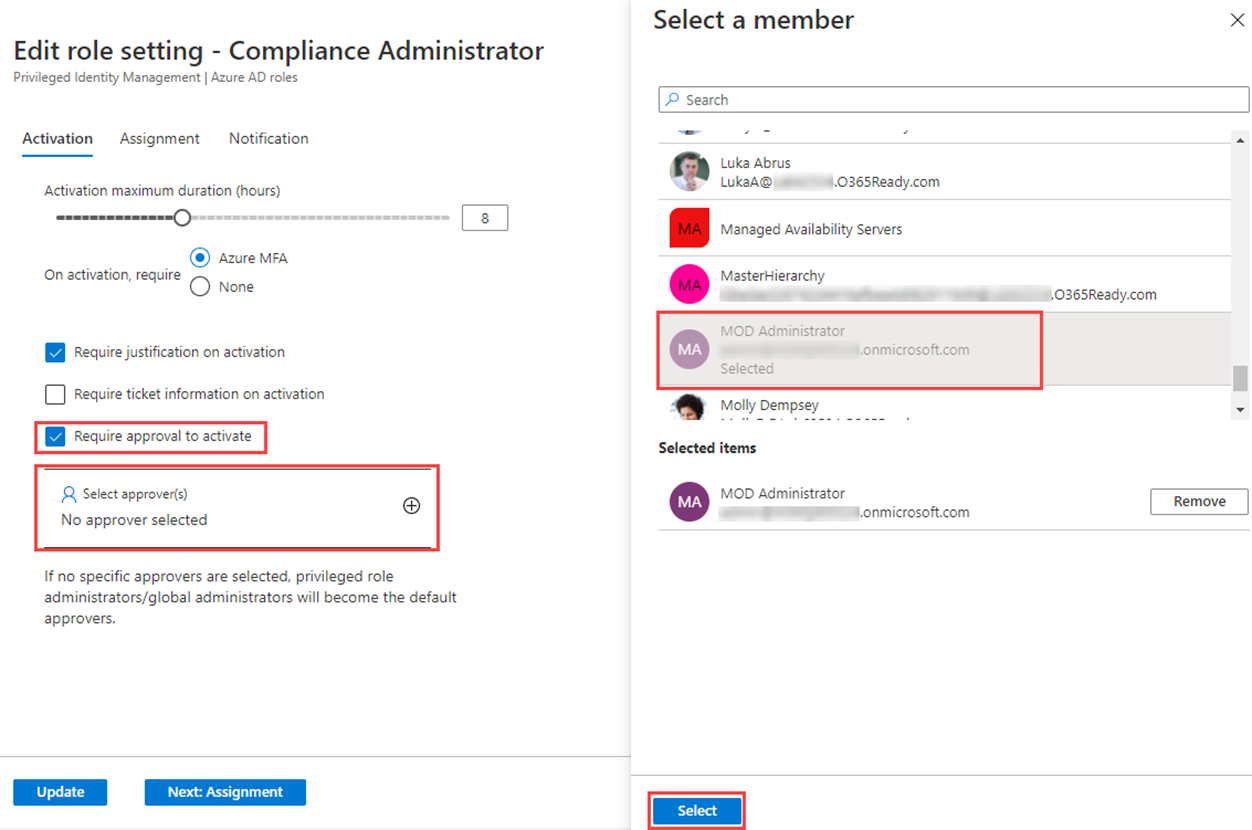 Edit role setting - Compliance Administrator
Privileged Identity Management | Azure AD roles
Activation Assignment Notification
Activation maximum duration (hours)
8
On activation, require
Azure MFA
None
Require justification on activation
Require ticket information on activation
Require approval to activate
Select approver(s)
No approver selected
If no specific approvers are selected, privileged role
administrators/global administrators will become the default
approvers.
Update
Next: Assignment
Select a member
Search
Luka Abrus
LukaA@ .O365Ready.com
MA
Managed Availability Servers
MA
MasterHierarchy
.O365Ready.com
MA
MOD Administrator
.onmicrosoft.com
Selected
Molly Dempsey
Selected items
MA
MOD Administrator
.onmicrosoft.com
Remove
Select